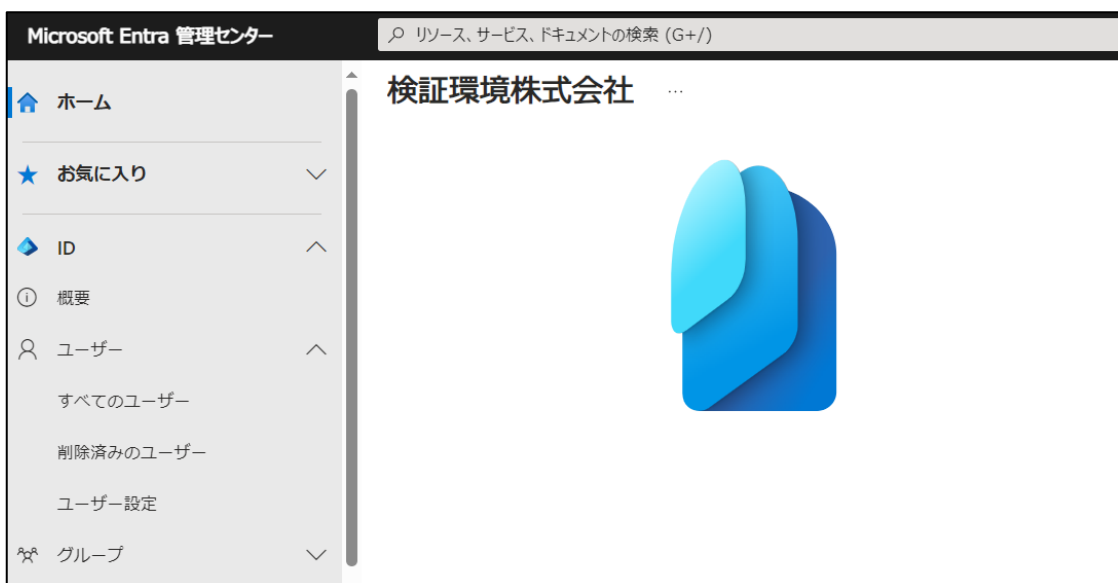 Microsoft Entra 管理センター
リソース、サービス、ドキュメントの検索 (G+/)
ホーム
お気に入り
ID
概要
ユーザー
すべてのユーザー
削除済みのユーザー
ユーザー設定
グループ
検証環境株式会社 …